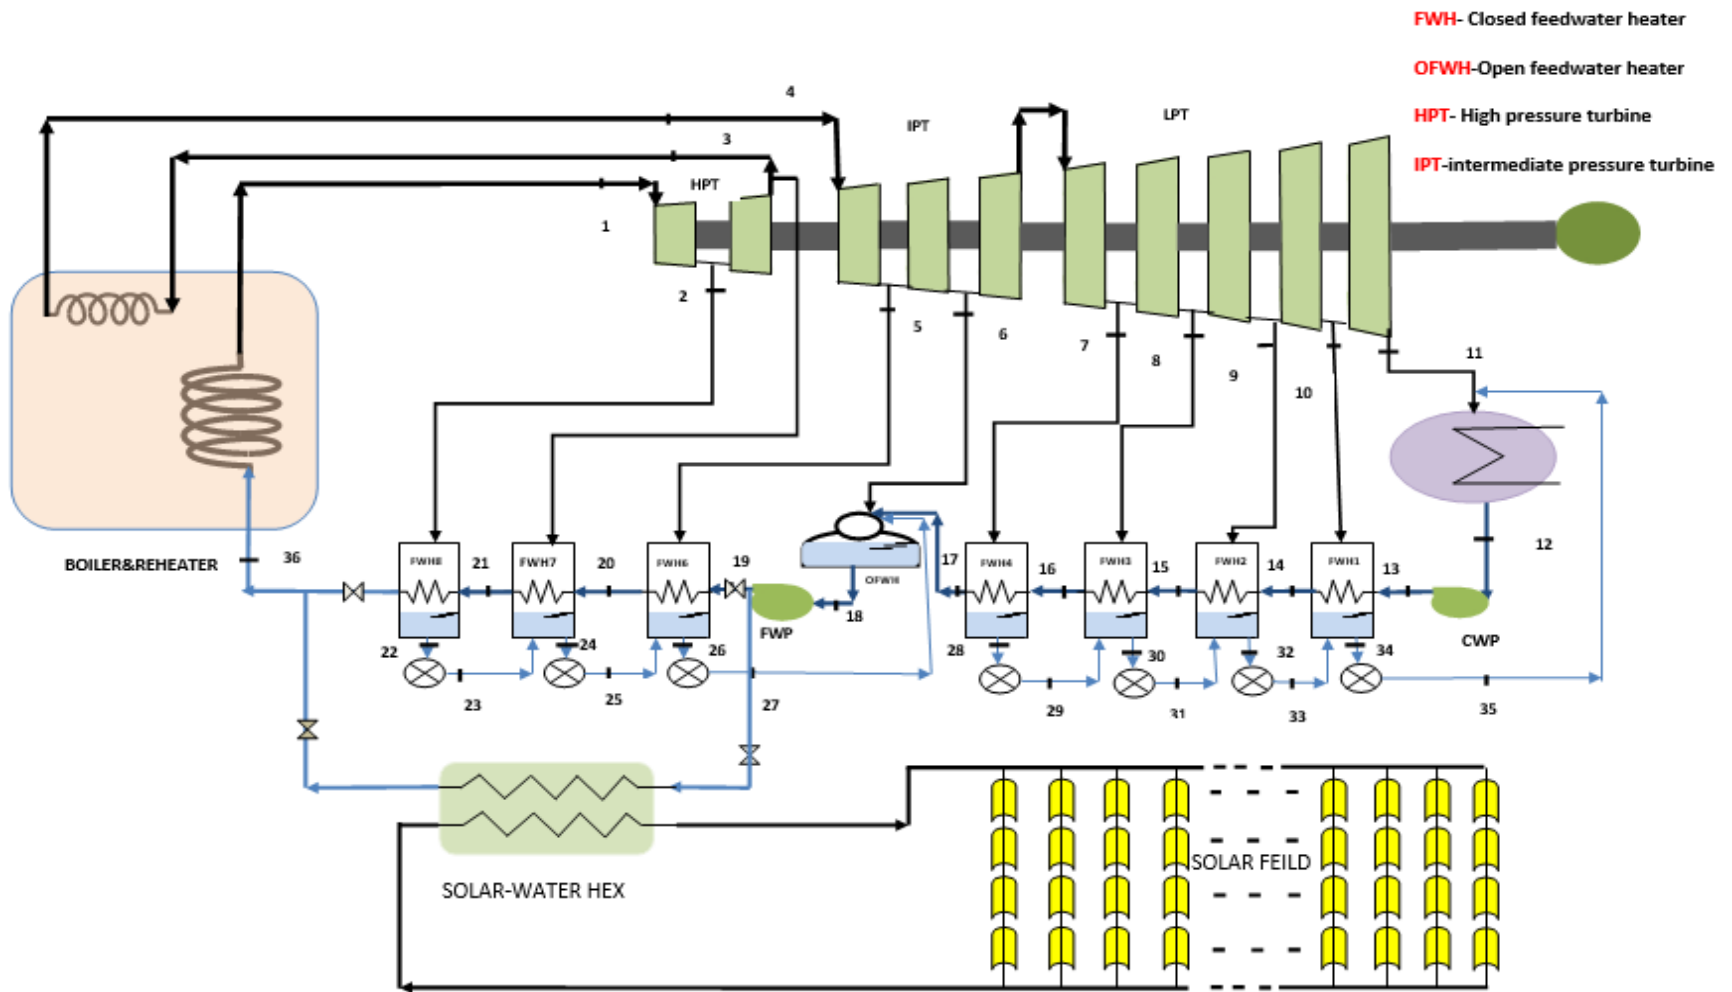 FWH- Closed feedwater heater
OFWH-Open feedwater heater
HPT- High pressure turbine
IPT-intermediate pressure turbine
4
IPT
LPT
3
HPT
1
2
5
6
7
8
9
10
11
12
BOILER&REHEATER
36
FWH8
21
FWH7
20
FWH6
19
OFWH
17
FWH4
16
FWH3
15
FWH2
14
FWH1
13
FWP
18
CWP
22
23
24
25
26
27
28
29
30
31
32
33
34
35
SOLAR-WATER HEX
SOLAR FEILD